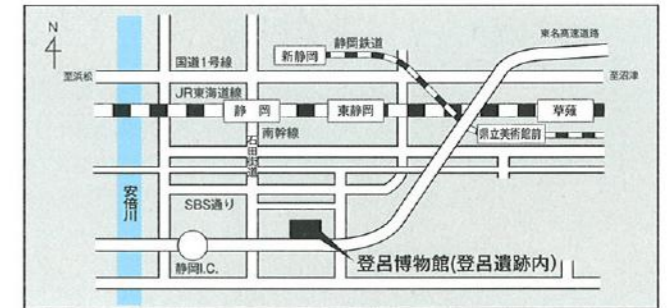 N
東名高速道路
静岡鉄道
新静岡
国道1号線
至浜松
至沼津
JR東海道線
静岡
東静岡
草薙
南幹線
県立美術館前
石田街道
安倍川
SBS通り
登呂博物館(登呂遺跡内)
静岡I.C.